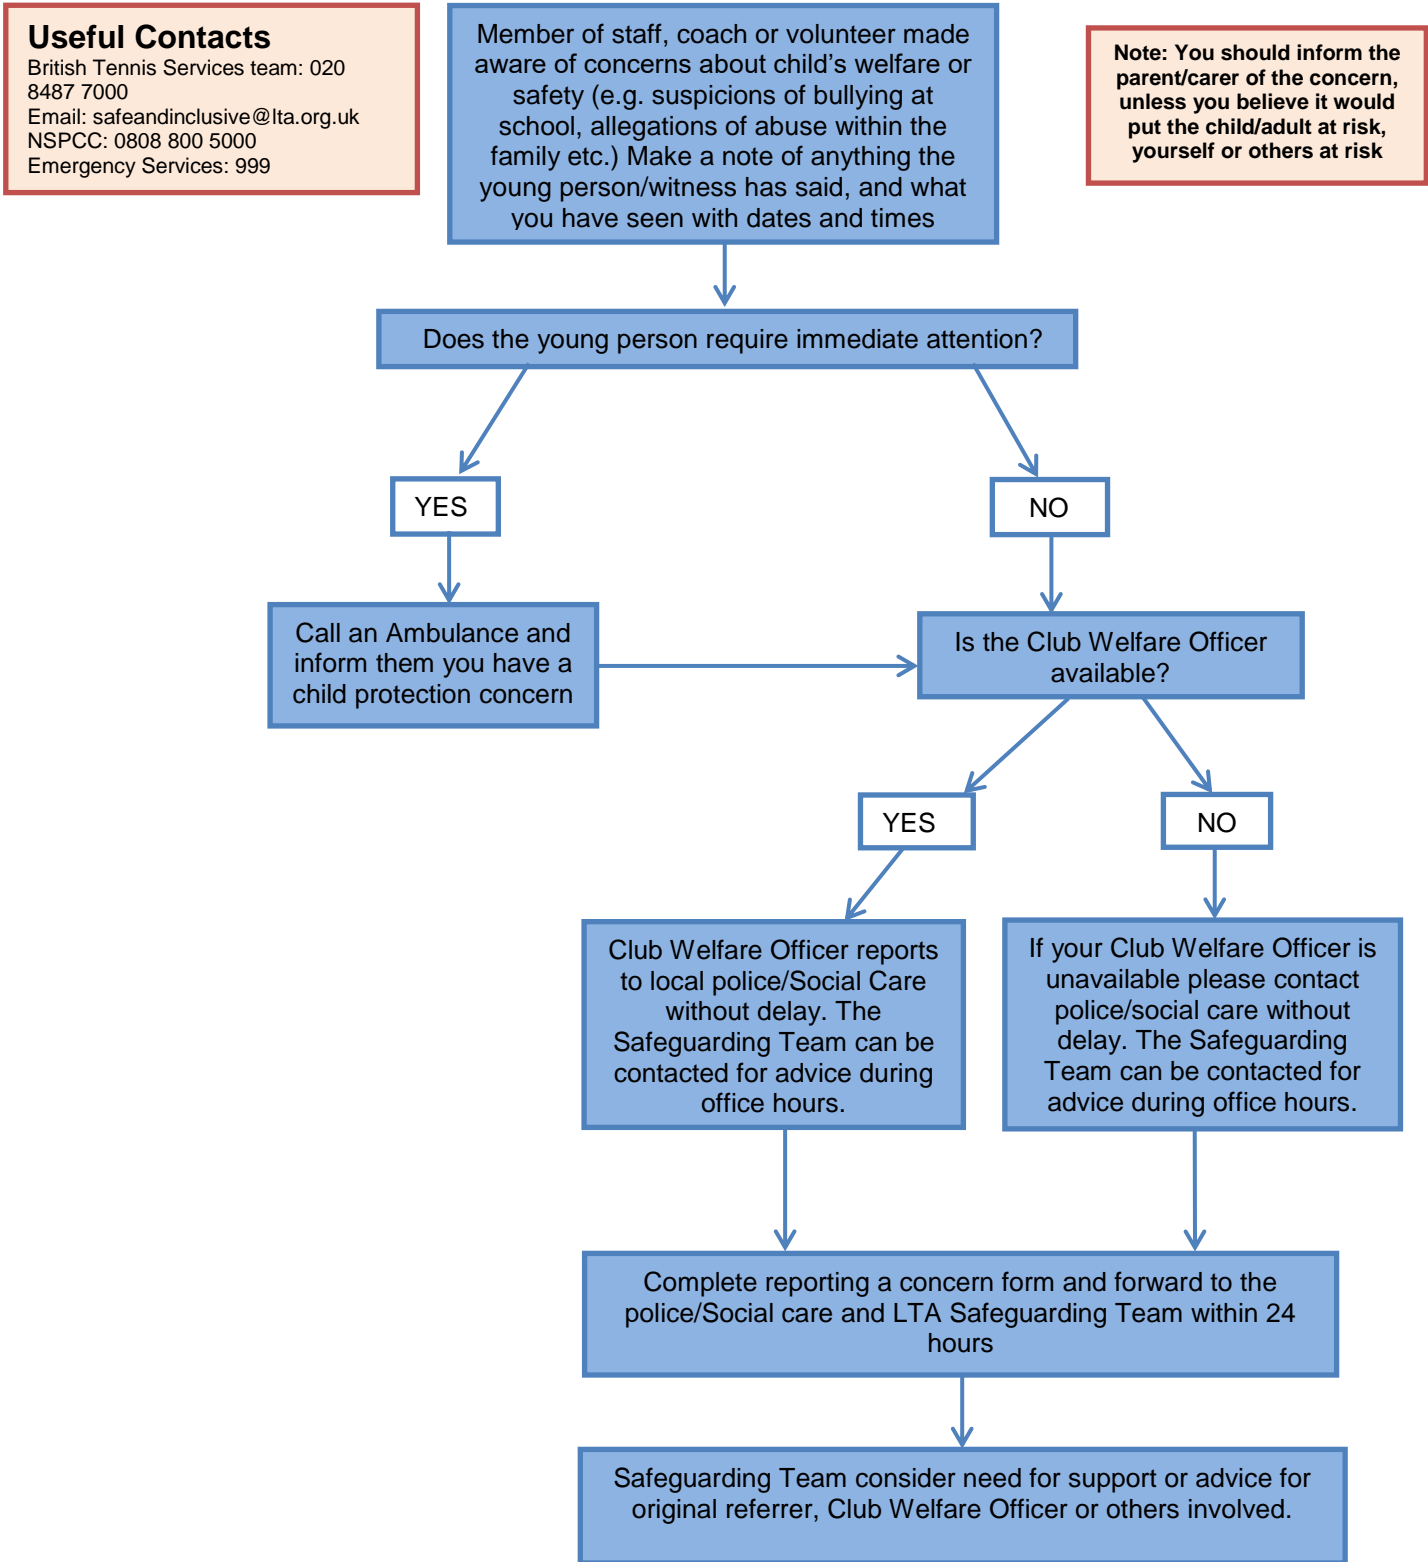 Useful Contacts
British Tennis Services team: 020
8487 7000
Email: safeandinclusive@lta.org.uk
NSPCC: 0808 800 5000
Emergency Services: 999
Member of staff, coach or volunteer made
aware of concerns about child’s welfare or
safety (e.g. suspicions of bullying at
school, allegations of abuse within the
family etc.) Make a note of anything the
young person/witness has said, and what
you have seen with dates and times
Note: You should inform the
parent/carer of the concern,
unless you believe it would
put the child/adult at risk,
yourself or others at risk
Does the young person require immediate attention?
YES
NO
Call an Ambulance and
inform them you have a
child protection concern
Is the Club Welfare Officer
available?
YES
NO
Club Welfare Officer reports
to local police/Social Care
without delay. The
Safeguarding Team can be
contacted for advice during
office hours.
If your Club Welfare Officer is
unavailable please contact
police/social care without
delay. The Safeguarding
Team can be contacted for
advice during office hours.
Complete reporting a concern form and forward to the
police/Social care and LTA Safeguarding Team within 24
hours
Safeguarding Team consider need for support or advice for
original referrer, Club Welfare Officer or others involved.